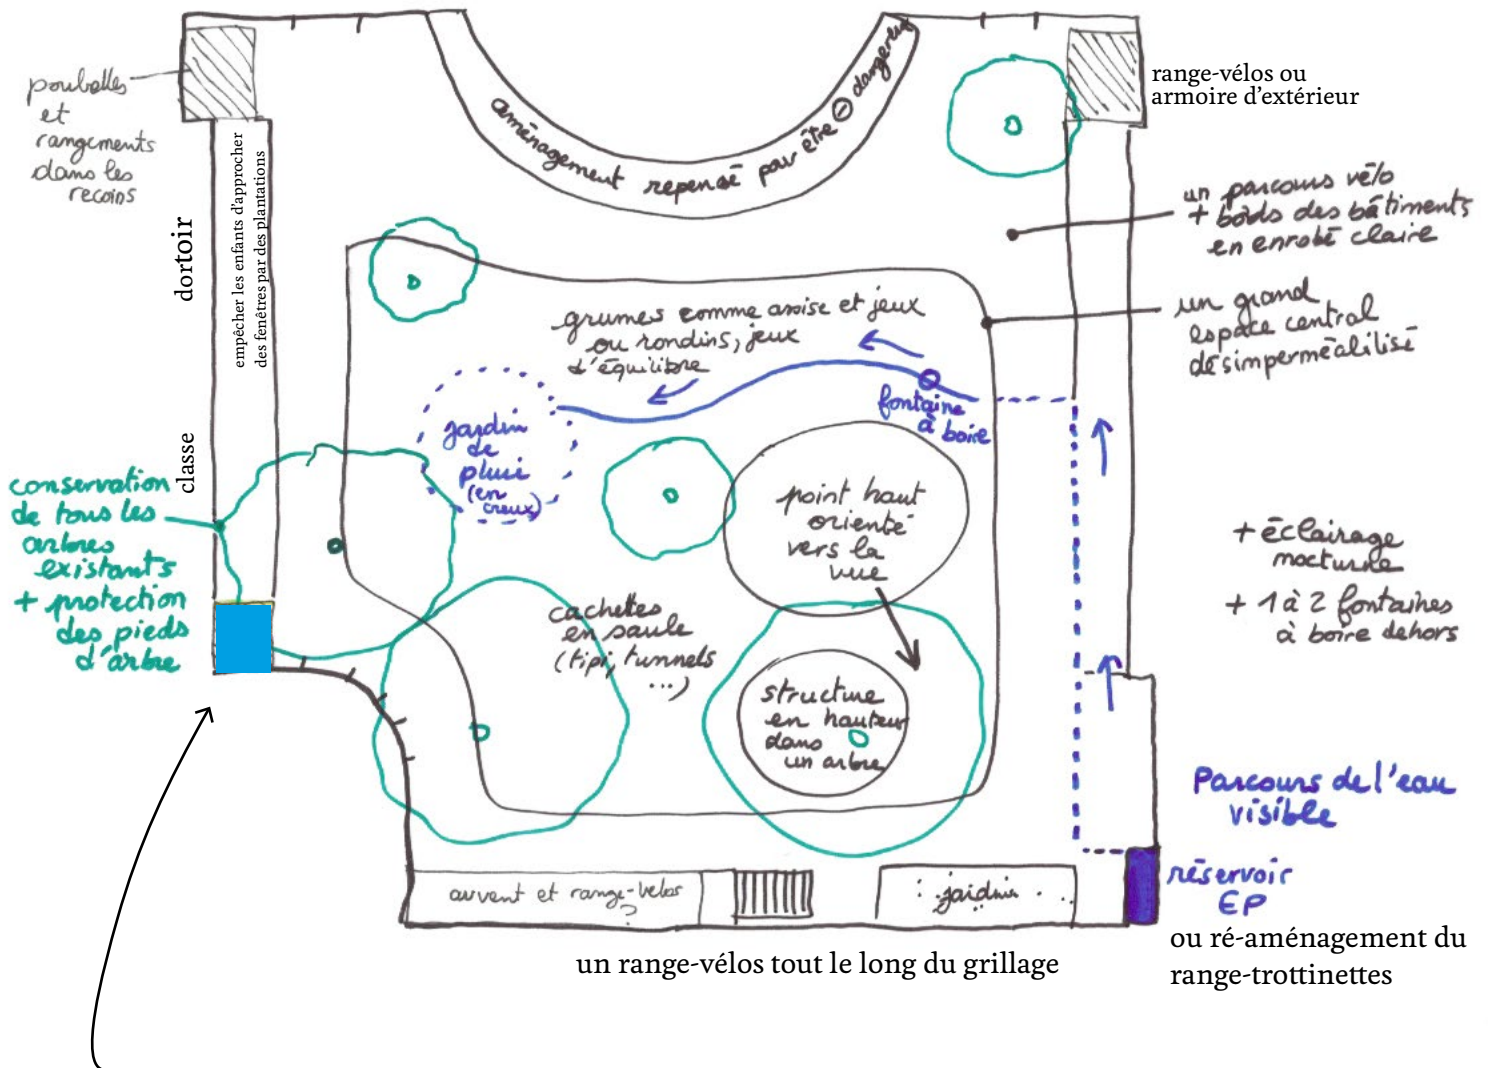 poubelles
et
rangements
dans les
recoins
aménagement repensé pour être ⊖ dangereux
range-vélos ou
armoire d'extérieur
dortoir
empêcher les enfants d'approcher
des fenêtres par des plantations
un parcours vélo
+ bords des bâtiments
en enrobé claire
un grand
espace central
désimperméabilisé
grumes comme assise et jeux
ou rondins, jeux
d'équilibre
fontaine
à boire
jardin
de
pluie
(en
creux)
classe
conservation
de tous les
arbres
existants
+ protection
des pieds
d'arbre
point haut
orienté
vers la
vue
+ éclairage
nocturne
+ 1 à 2 fontaines
à boire dehors
cachettes
en saule
(tipi, tunnels
...)
structure
en hauteur
dans
un arbre
Parcours de l'eau
visible
auvent et range-vélos
?
jardin
réservoir
EP
ou ré-aménagement du
range-trottinettes
un range-vélos tout le long du grillage